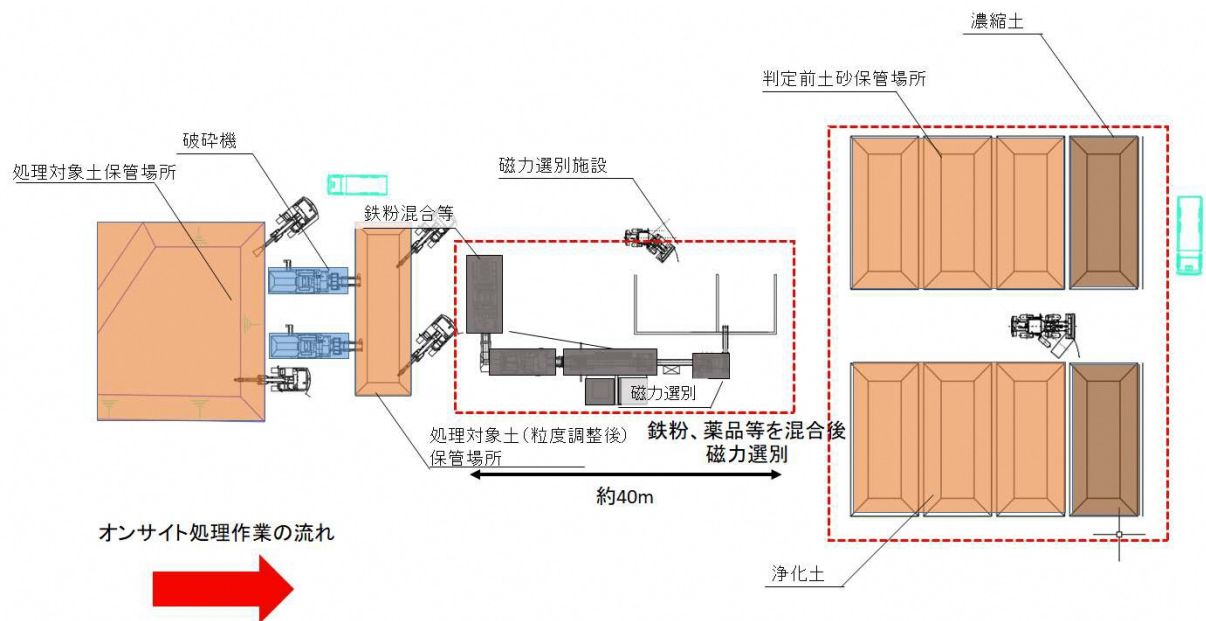 濃縮土
判定前土砂保管場所
破砕機
処理対象土保管場所
磁力選別施設
鉄粉混合等
磁力選別
鉄粉、薬品等を混合後
磁力選別
処理対象土(粒度調整後)
保管場所
約40m
オンサイト処理作業の流れ
浄化土